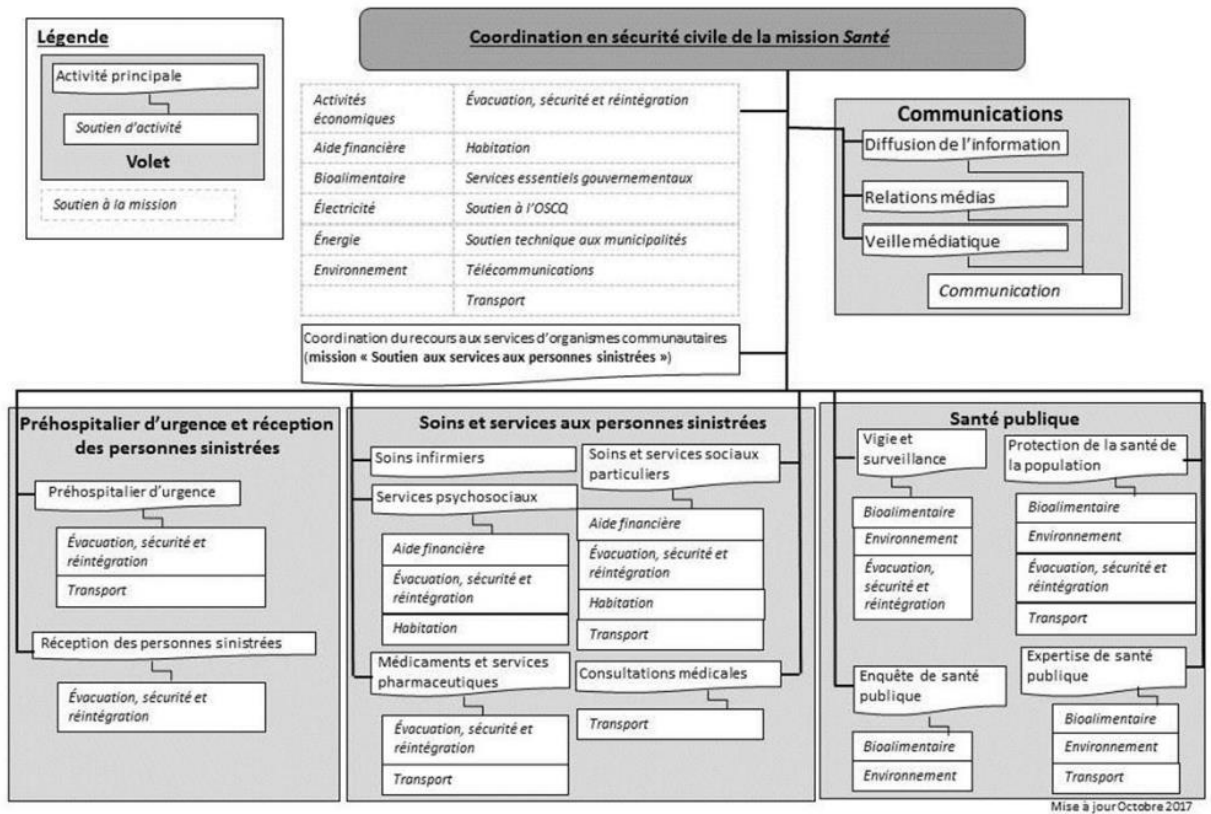 Légende
Activité principale
Soutien d'activité
Volet
Soutien à la mission
Coordination en sécurité civile de la mission Santé
Activités
économiques
Évacuation, sécurité et réintégration
Aide financière
Habitation
Bioalimentaire
Services essentiels gouvernementaux
Électricité
Soutien à l'OSCQ
Énergie
Soutien technique aux municipalités
Environnement
Télécommunications
Transport
Communications
Diffusion de l'information
Relations médias
Veille médiatique
Communication
Coordination du recours aux services d'organismes communautaires
(mission « Soutien aux services aux personnes sinistrées »)
Préhospitalier d'urgence et réception
des personnes sinistrées
Préhospitalier d'urgence
Évacuation, sécurité et
réintégration
Transport
Réception des personnes sinistrées
Évacuation, sécurité et
réintégration
Soins et services aux personnes sinistrées
Soins infirmiers
Services psychosociaux
Aide financière
Évacuation, sécurité et
réintégration
Habitation
Médicaments et services
pharmaceutiques
Évacuation, sécurité et
réintégration
Transport
Soins et services sociaux
particuliers
Aide financière
Évacuation, sécurité et
réintégration
Habitation
Transport
Consultations médicales
Transport
Santé publique
Vigie et
surveillance
Bioalimentaire
Environnement
Évacuation,
sécurité et
réintégration
Enquête de santé
publique
Bioalimentaire
Environnement
Protection de la santé de
la population
Bioalimentaire
Environnement
Évacuation, sécurité et
réintégration
Transport
Expertise de santé
publique
Bioalimentaire
Environnement
Transport
Mise à jour Octobre 2017